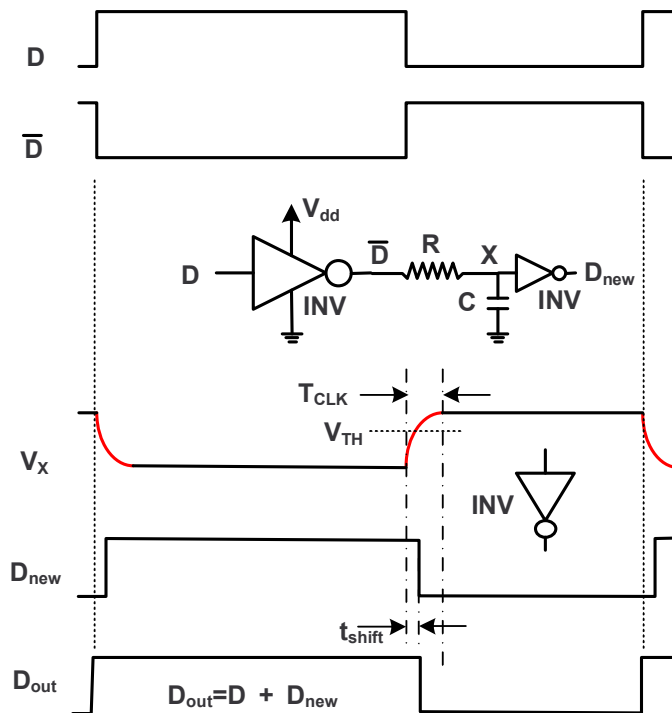 D
D̅
V_dd
D D̅ R X D_new
INV C INV
T_CLK
V_TH
V_X
INV
D_new
t_shift
D_out
D_out=D + D_new